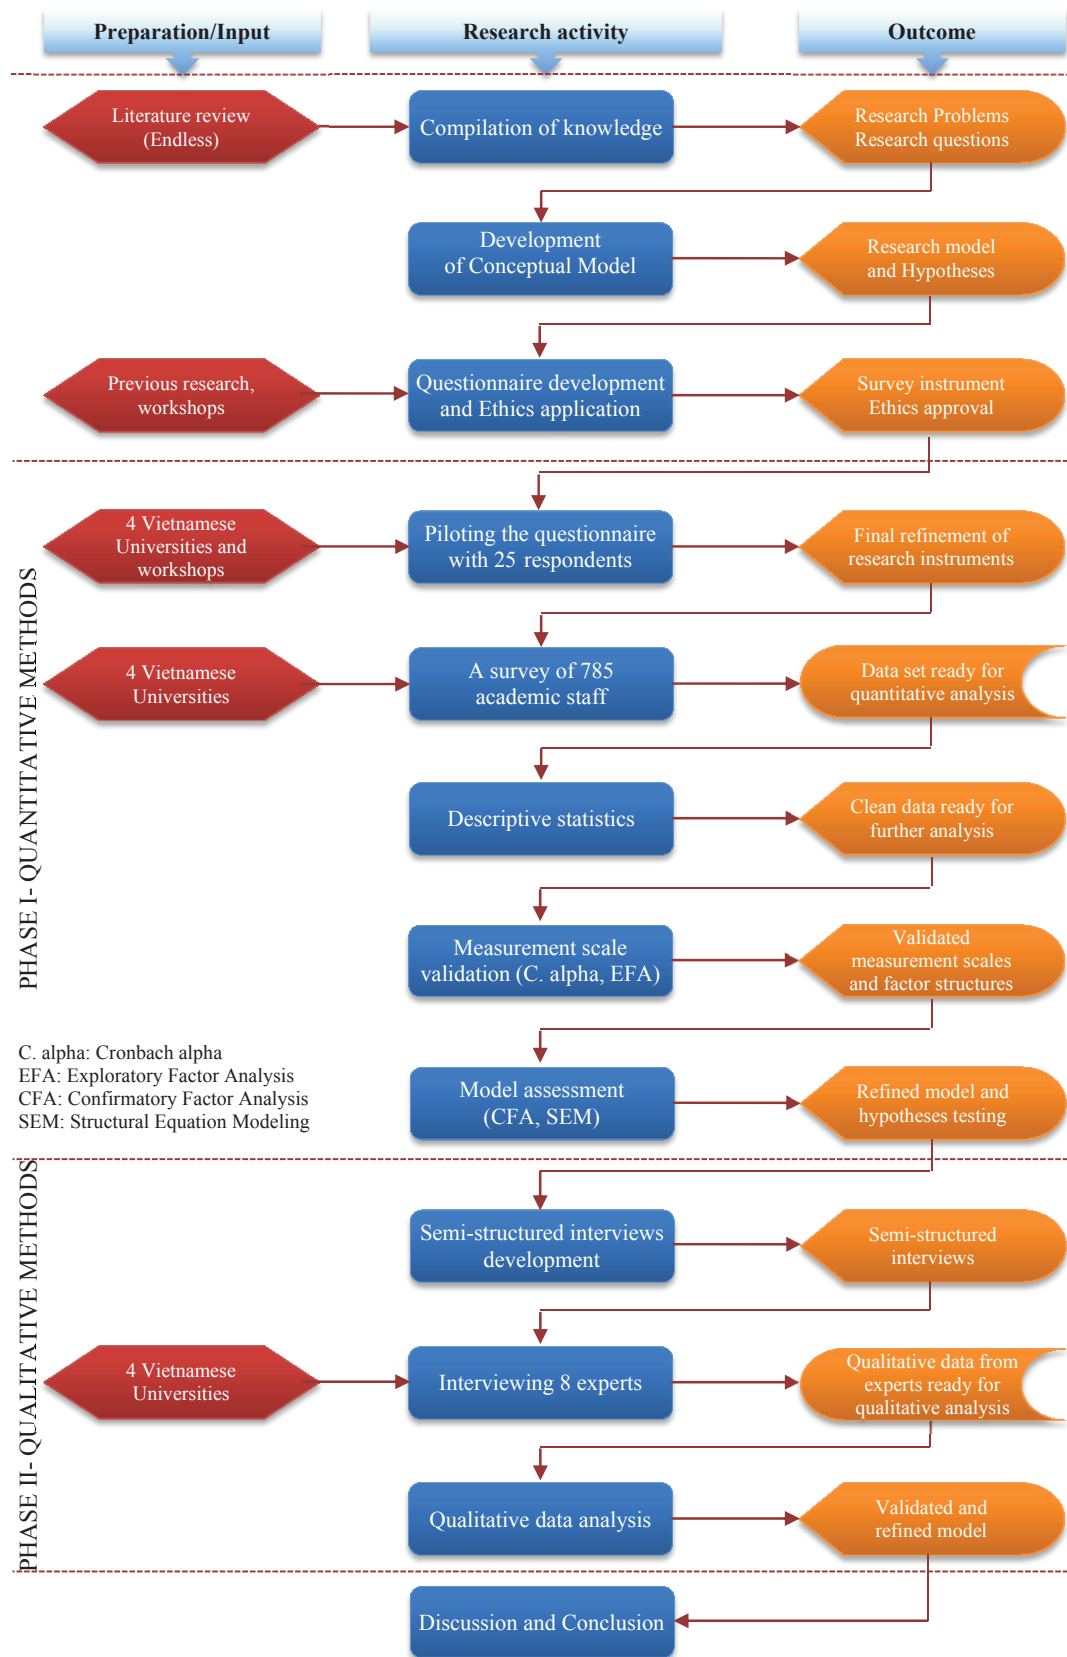 Preparation/Input
Research activity
Outcome
Literature review
(Endless)
Compilation of knowledge
Research Problems
Research questions
Development
of Conceptual Model
Research model
and Hypotheses
Previous research,
workshops
Questionnaire development
and Ethics application
Survey instrument
Ethics approval
PHASE I- QUANTITATIVE METHODS
4 Vietnamese
Universities and
workshops
Piloting the questionnaire
with 25 respondents
Final refinement of
research instruments
4 Vietnamese
Universities
A survey of 785
academic staff
Data set ready for
quantitative analysis
Descriptive statistics
Clean data ready for
further analysis
Measurement scale
validation (C. alpha, EFA)
Validated
measurement scales
and factor structures
C. alpha: Cronbach alpha
EFA: Exploratory Factor Analysis
CFA: Confirmatory Factor Analysis
SEM: Structural Equation Modeling
Model assessment
(CFA, SEM)
Refined model and
hypotheses testing
PHASE II- QUALITATIVE METHODS
Semi-structured interviews
development
Semi-structured
interviews
4 Vietnamese
Universities
Interviewing 8 experts
Qualitative data from
experts ready for
qualitative analysis
Qualitative data analysis
Validated and
refined model
Discussion and Conclusion